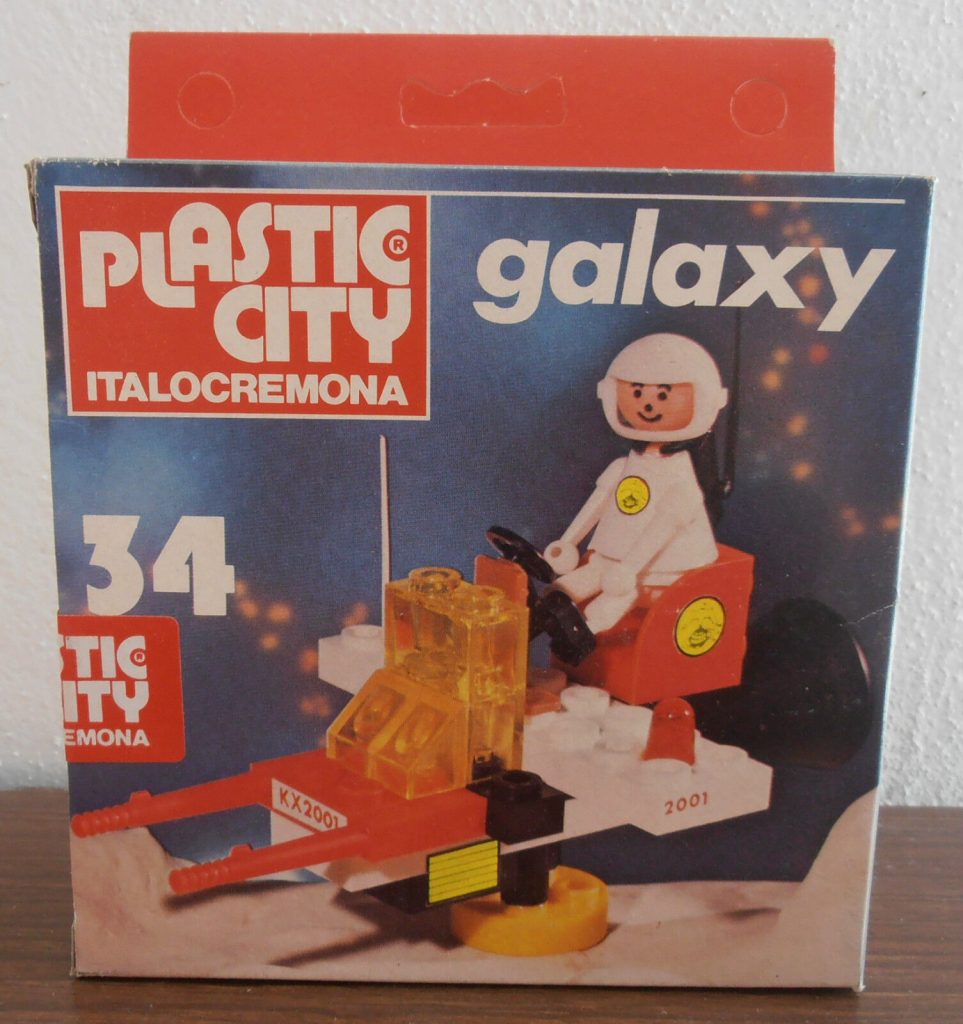 PLASTIC®
CITY
ITALOCREMONA
galaxy
34
STIC®
ITY
EMONA
KX2001
2001